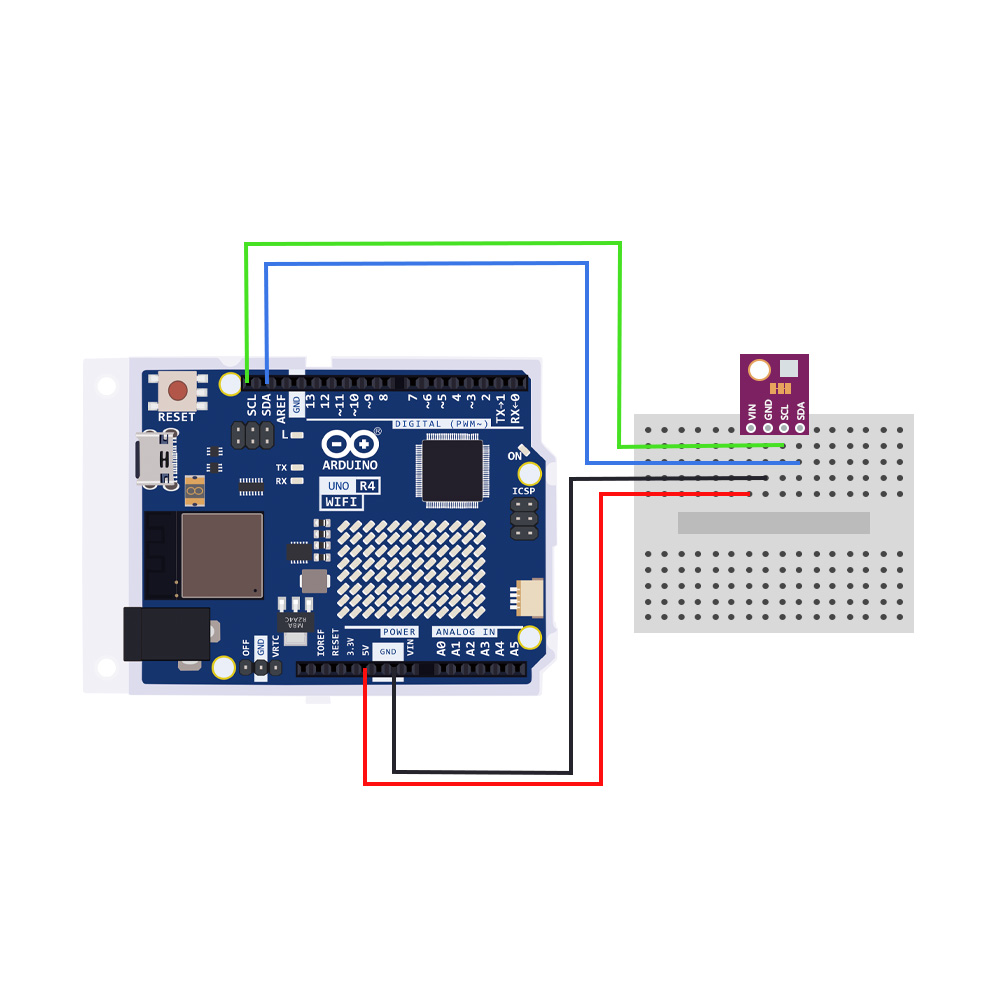 RESET
SCL
SDA
AREF
GND
13
12
~11
~10
~9
8
7
~6
~5
4
~3
2
TX→1
RX←0
DIGITAL (PWM~)
L
TX
RX
®
ARDUINO
UNO R4
WIFI
ON
ICSP
OFF
GND
VRTC
IOREF
RESET
3.3V
5V
GND
VIN
POWER
ANALOG IN
A0
A1
A2
A3
A4
A5
VIN
GND
SCL
SDA